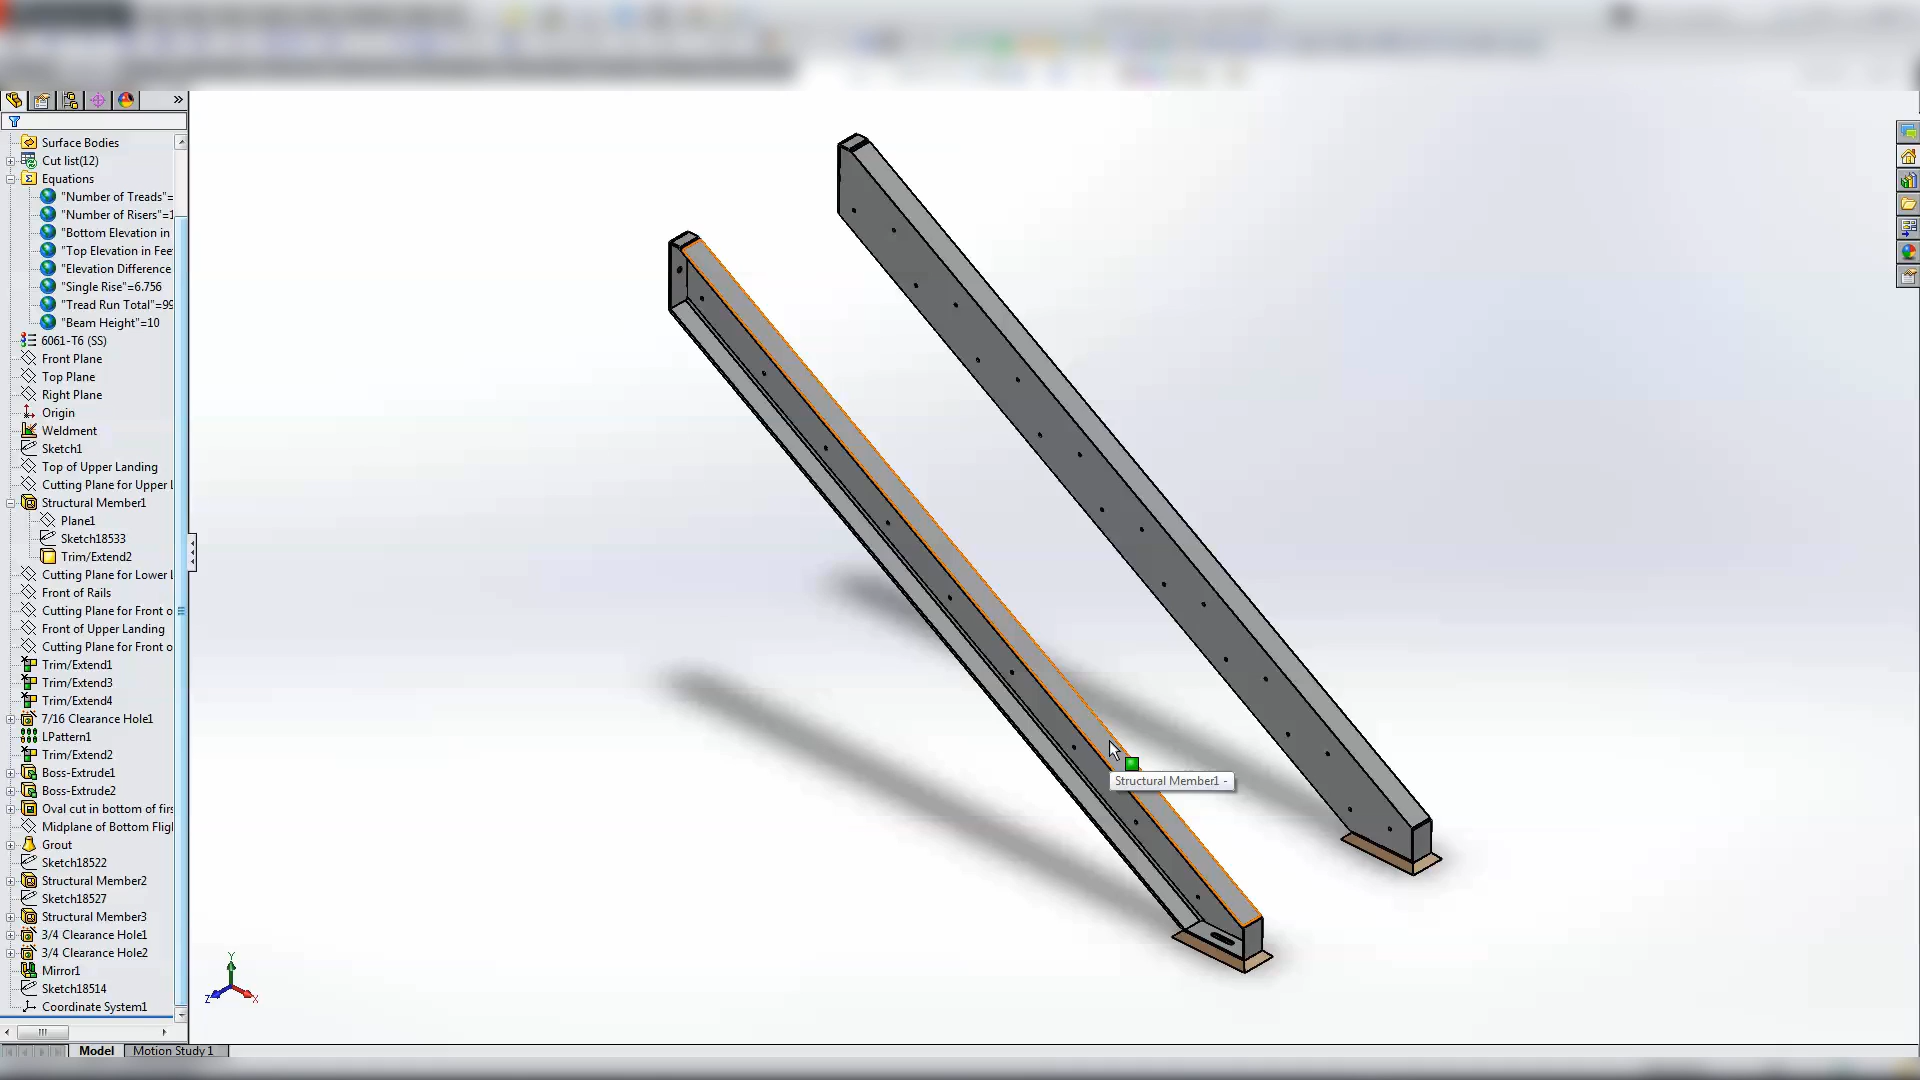 »
Surface Bodies
Cut list(12)
Equations
"Number of Treads"=
"Number of Risers"=1
"Bottom Elevation in
"Top Elevation in Fee
"Elevation Difference
"Single Rise"=6.756
"Tread Run Total"=99
"Beam Height"=10
6061-T6 (SS)
Front Plane
Top Plane
Right Plane
Origin
Weldment
Sketch1
Top of Upper Landing
Cutting Plane for Upper L
Structural Member1
Plane1
Sketch18533
Trim/Extend2
Cutting Plane for Lower L
Front of Rails
Cutting Plane for Front o
Front of Upper Landing
Cutting Plane for Front o
Trim/Extend1
Trim/Extend3
Trim/Extend4
7/16 Clearance Hole1
LPattern1
Trim/Extend2
Boss-Extrude1
Boss-Extrude2
Oval cut in bottom of firs
Midplane of Bottom Flig
Grout
Sketch18522
Structural Member2
Sketch18527
Structural Member3
3/4 Clearance Hole1
3/4 Clearance Hole2
Mirror1
Sketch18514
Coordinate System1
Model Motion Study 1
Structural Member1 -
Y
Z X